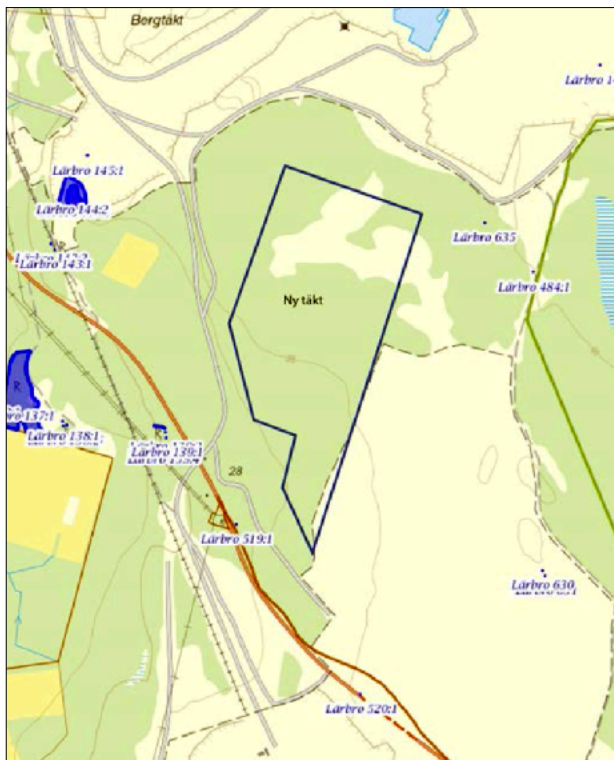 Bergtäkt
Lärbro 145:1
Lärbro 144:2
Lärbro 143:1
Lärbro 635
Lärbro 484:1
Ny täkt
R
137:1
Lärbro 138:1
Lärbro 139:1
28
Lärbro 519:1
Lärbro 630
Lärbro 520:1